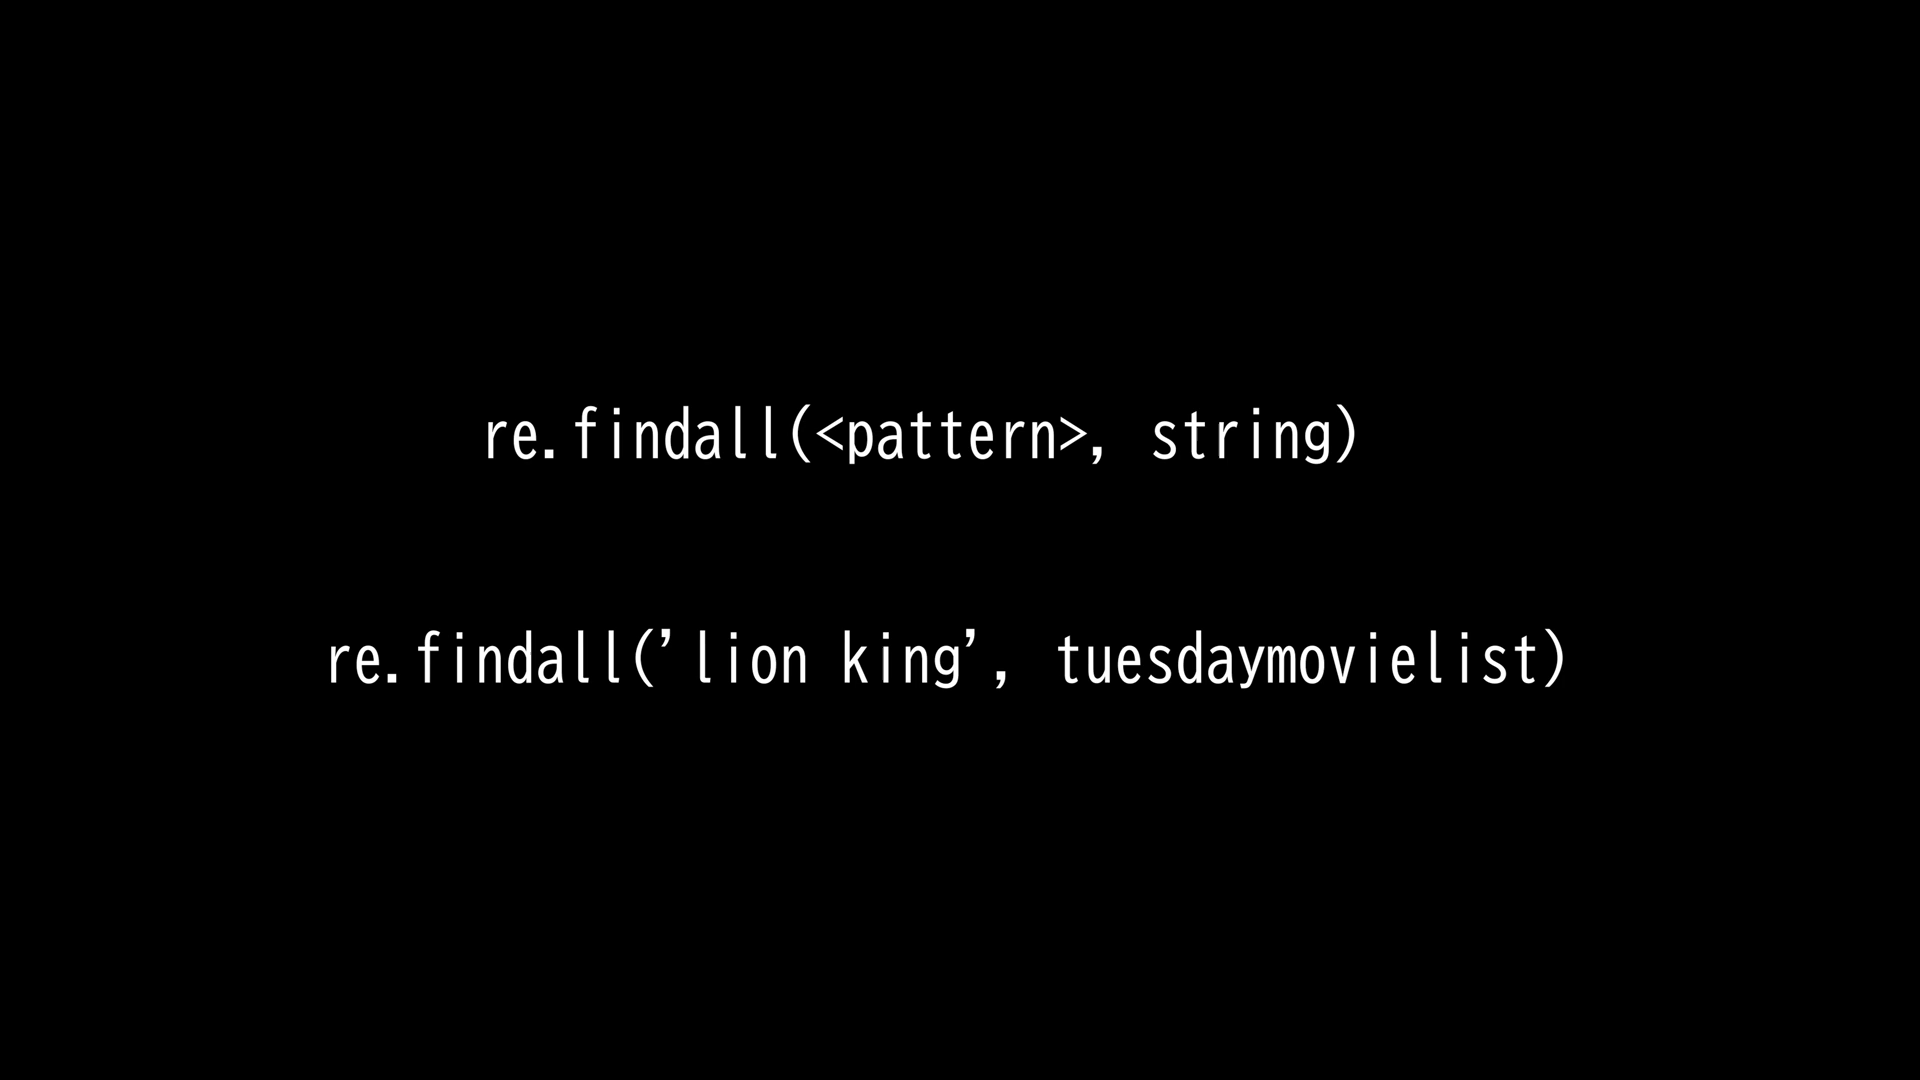 re.findall(<pattern>, string)
re.findall(’lion king’, tuesdaymovielist)